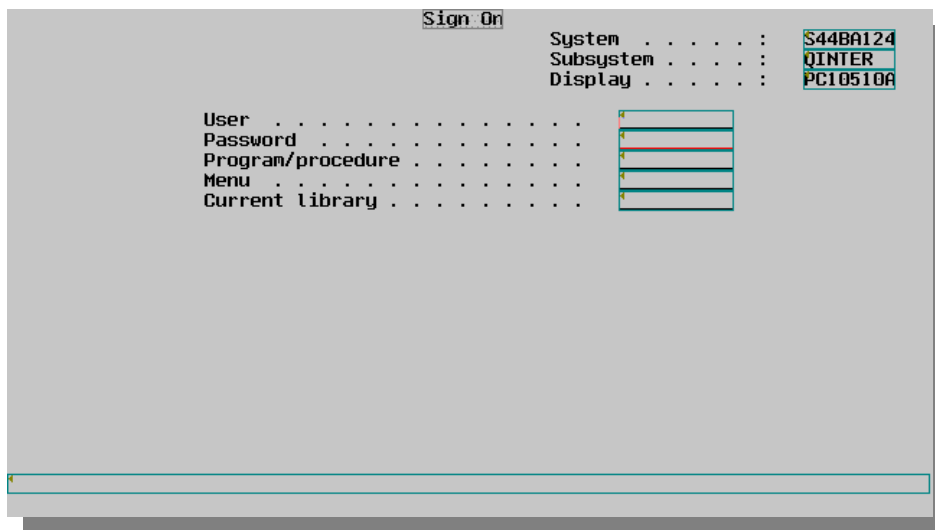 Sign On
System . . . . . : S44BA124
Subsystem . . . . : QINTER
Display . . . . . : PC10510A
User . . . . . . . . . . . . . .
Password . . . . . . . . . . . .
Program/procedure . . . . . . . .
Menu . . . . . . . . . . . . . .
Current library . . . . . . . . .